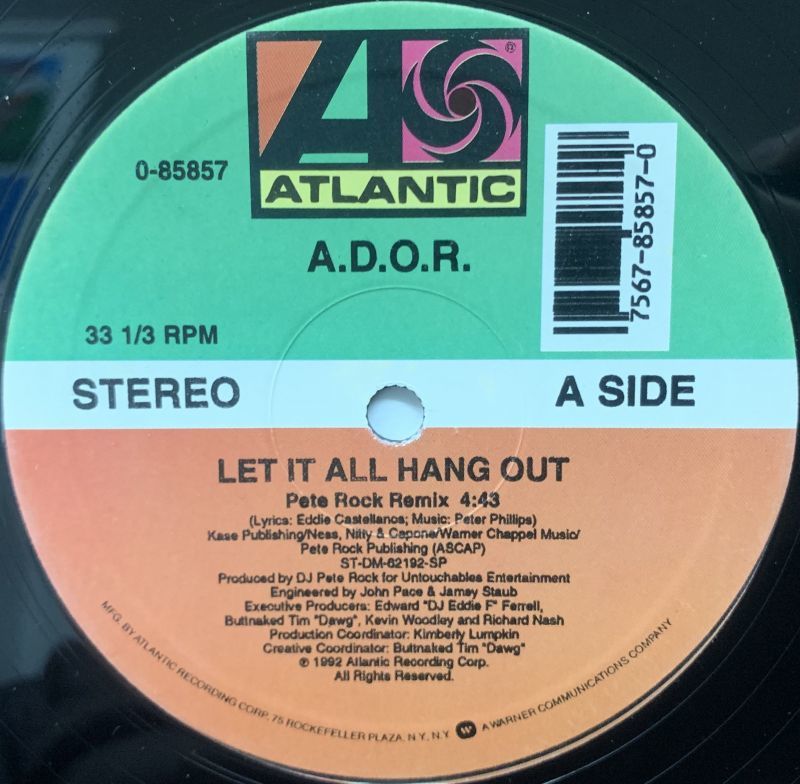 ®
ATLANTIC
0-85857
7567-85857-0
A.D.O.R.
33 1/3 RPM
STEREO
A SIDE
LET IT ALL HANG OUT
Pete Rock Remix 4:43
(Lyrics: Eddie Castellanos; Music: Peter Phillips)
Kase Publishing/Ness, Nitty & Capone/Warner Chappel Music/
Pete Rock Publishing (ASCAP)
ST-DM-62192-SP
Produced by DJ Pete Rock for Untouchables Entertainment
Engineered by John Pace & Jamey Staub
Executive Producers: Edward "DJ Eddie F" Ferrell,
Buttnaked Tim "Dawg", Kevin Woodley and Richard Nash
Production Coordinator: Kimberly Lumpkin
Creative Coordinator: Buttnaked Tim "Dawg"
℗ 1992 Atlantic Recording Corp.
All Rights Reserved.
MFG. BY ATLANTIC RECORDING CORP., 75 ROCKEFELLER PLAZA, N.Y., N.Y. A WARNER COMMUNICATIONS COMPANY